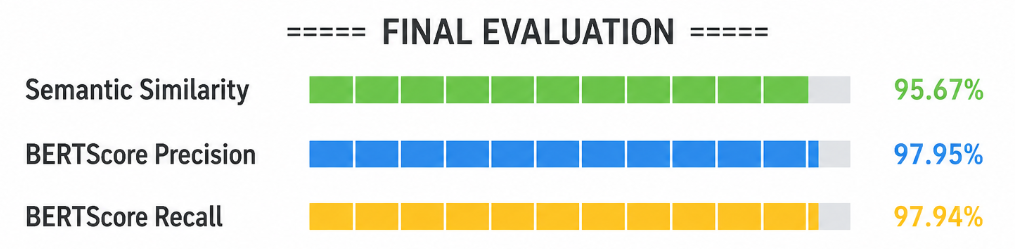 ===== FINAL EVALUATION =====
Semantic Similarity 95.67%
BERTScore Precision 97.95%
BERTScore Recall 97.94%